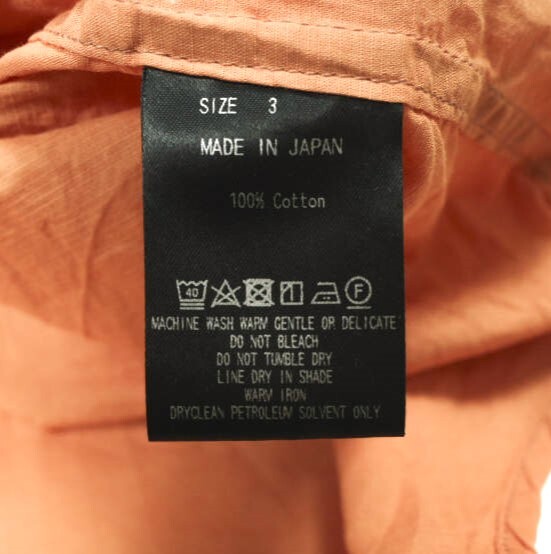 SIZE 3
MADE IN JAPAN
100% Cotton
40 F
MACHINE WASH WARM GENTLE OR DELICATE
DO NOT BLEACH
DO NOT TUMBLE DRY
LINE DRY IN SHADE
WARM IRON
DRYCLEAN PETROLEUM SOLVENT ONLY